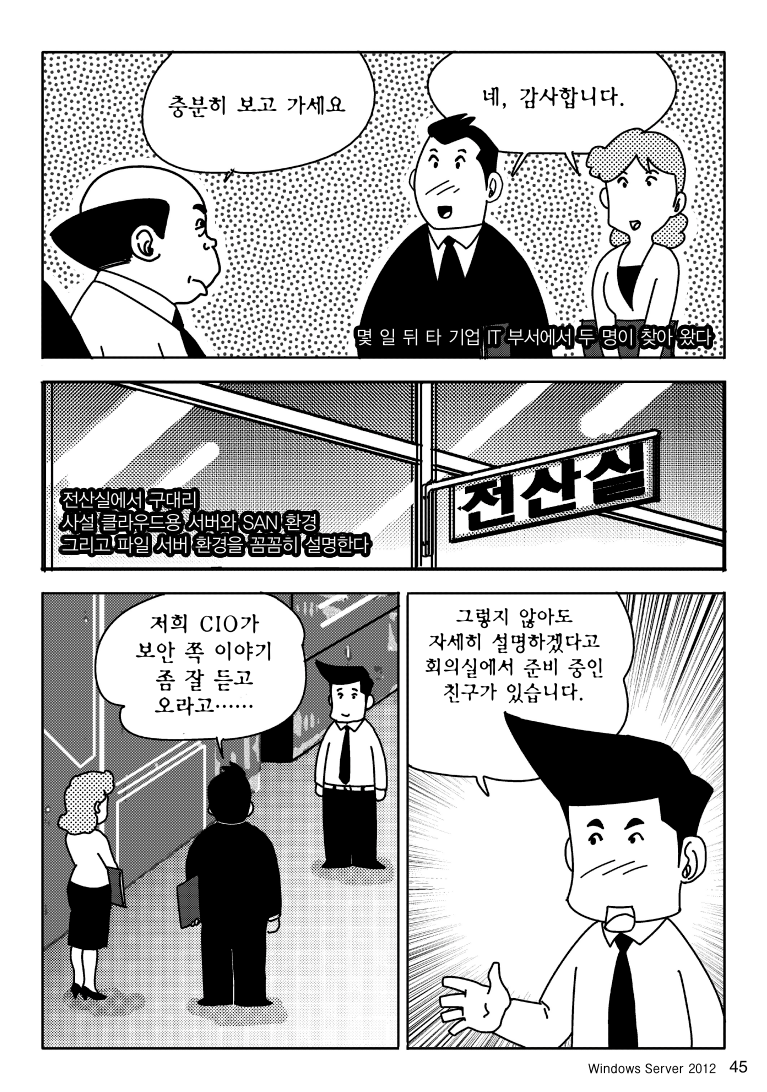 충분히 보고 가세요
네, 감사합니다.
몇 일 뒤 타 기업 IT 부서에서 두 명이 찾아 왔다
전산실
전산실에서 구대리
사설 클라우드용 서버와 SAN 환경
그리고 파일 서버 환경을 꼼꼼히 설명한다
저희 CIO가
보안 쪽 이야기
좀 잘 듣고
오라고······
그렇지 않아도
자세히 설명하겠다고
회의실에서 준비 중인
친구가 있습니다.
Windows Server 2012 45